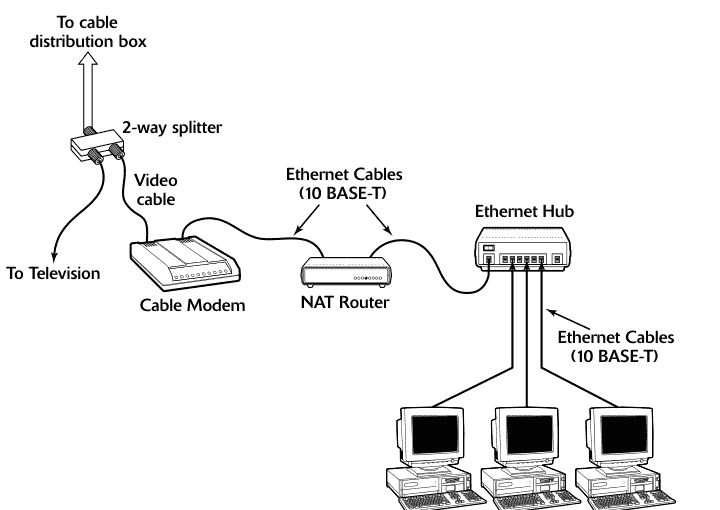 To cable
distribution box
2-way splitter
Video
cable
Ethernet Cables
(10 BASE-T)
Ethernet Hub
To Television
Cable Modem
NAT Router
Ethernet Cables
(10 BASE-T)